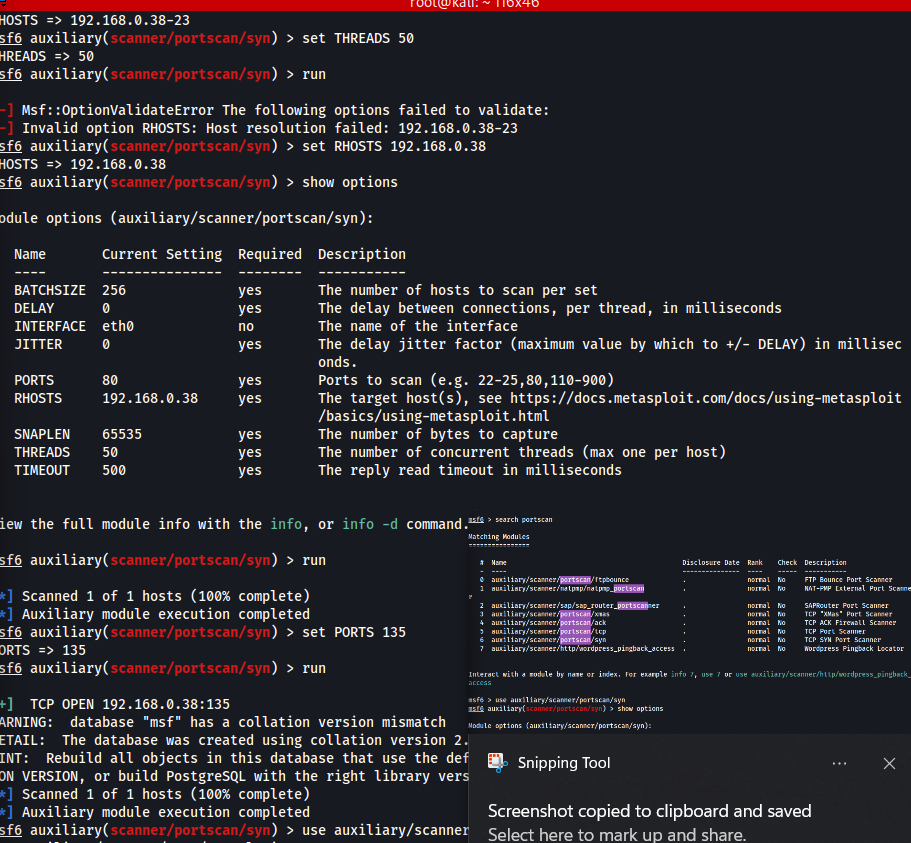 root@kali: ~ 116x46
HOSTS => 192.168.0.38-23
sf6 auxiliary(scanner/portscan/syn) > set THREADS 50
HREADS => 50
sf6 auxiliary(scanner/portscan/syn) > run
-] Msf::OptionValidateError The following options failed to validate:
-] Invalid option RHOSTS: Host resolution failed: 192.168.0.38-23
sf6 auxiliary(scanner/portscan/syn) > set RHOSTS 192.168.0.38
HOSTS => 192.168.0.38
sf6 auxiliary(scanner/portscan/syn) > show options
odule options (auxiliary/scanner/portscan/syn):
Name Current Setting Required Description
---- --------------- -------- -----------
BATCHSIZE 256 yes The number of hosts to scan per set
DELAY 0 yes The delay between connections, per thread, in milliseconds
INTERFACE eth0 no The name of the interface
JITTER 0 yes The delay jitter factor (maximum value by which to +/- DELAY) in millisec
onds.
PORTS 80 yes Ports to scan (e.g. 22-25,80,110-900)
RHOSTS 192.168.0.38 yes The target host(s), see https://docs.metasploit.com/docs/using-metasploit
/basics/using-metasploit.html
SNAPLEN 65535 yes The number of bytes to capture
THREADS 50 yes The number of concurrent threads (max one per host)
TIMEOUT 500 yes The reply read timeout in milliseconds
iew the full module info with the info, or info -d command.
sf6 auxiliary(scanner/portscan/syn) > run
*] Scanned 1 of 1 hosts (100% complete)
*] Auxiliary module execution completed
sf6 auxiliary(scanner/portscan/syn) > set PORTS 135
ORTS => 135
sf6 auxiliary(scanner/portscan/syn) > run
+] TCP OPEN 192.168.0.38:135
ARNING: database "msf" has a collation version mismatch
ETAIL: The database was created using collation version 2.
INT: Rebuild all objects in this database that use the def
ON VERSION, or build PostgreSQL with the right library vers
*] Scanned 1 of 1 hosts (100% complete)
*] Auxiliary module execution completed
sf6 auxiliary(scanner/portscan/syn) > use auxiliary/scanner
msf6 > search portscan
Matching Modules
================
# Name Disclosure Date Rank Check Description
- ---- --------------- ---- ----- -----------
0 auxiliary/scanner/portscan/ftpbounce . normal No FTP Bounce Port Scanner
1 auxiliary/scanner/natpmp/natpmp_portscan . normal No NAT-PMP External Port Scanne
r
2 auxiliary/scanner/sap/sap_router_portscanner . normal No SAPRouter Port Scanner
3 auxiliary/scanner/portscan/xmas . normal No TCP "XMas" Port Scanner
4 auxiliary/scanner/portscan/ack . normal No TCP ACK Firewall Scanner
5 auxiliary/scanner/portscan/tcp . normal No TCP Port Scanner
6 auxiliary/scanner/portscan/syn . normal No TCP SYN Port Scanner
7 auxiliary/scanner/http/wordpress_pingback_access . normal No Wordpress Pingback Locator
Interact with a module by name or index. For example info 7, use 7 or use auxiliary/scanner/http/wordpress_pingback_
access
msf6 > use auxiliary/scanner/portscan/syn
msf6 auxiliary(scanner/portscan/syn) > show options
Module options (auxiliary/scanner/portscan/syn):
Snipping Tool
Screenshot copied to clipboard and saved
Select here to mark up and share.